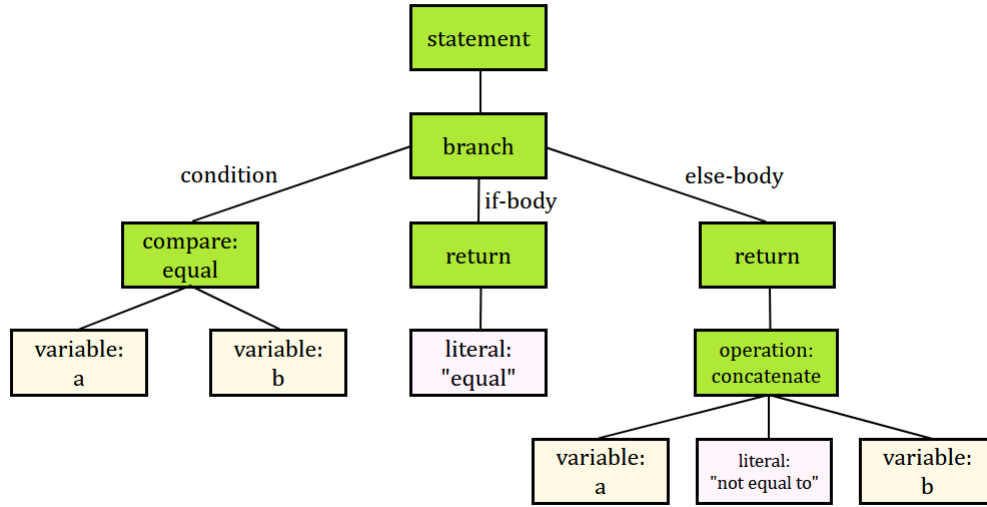 statement
branch
condition
if-body
else-body
compare:
equal
return
return
variable:
a
variable:
b
literal:
"equal"
operation:
concatenate
variable:
a
literal:
"not equal to"
variable:
b